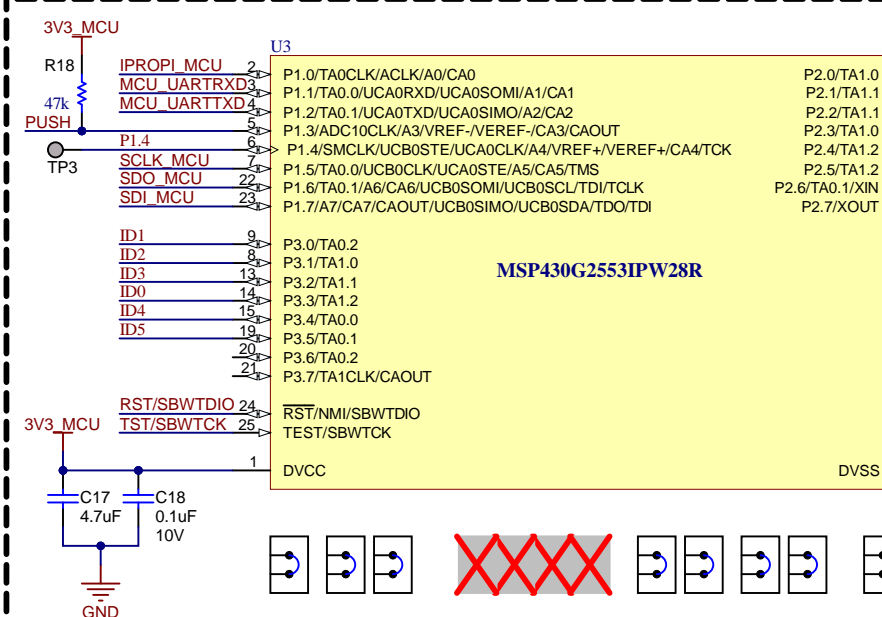 3V3_MCU
R18
47k
PUSH
TP3
U3
IPROPI_MCU 2 P1.0/TA0CLK/ACLK/A0/CA0 P2.0/TA1.0
MCU_UARTRXD 3 P1.1/TA0.0/UCA0RXD/UCA0SOMI/A1/CA1 P2.1/TA1.1
MCU_UARTTXD 4 P1.2/TA0.1/UCA0TXD/UCA0SIMO/A2/CA2 P2.2/TA1.1
5 P1.3/ADC10CLK/A3/VREF-/VEREF-/CA3/CAOUT P2.3/TA1.0
P1.4 6 P1.4/SMCLK/UCB0STE/UCA0CLK/A4/VREF+/VEREF+/CA4/TCK P2.4/TA1.2
SCLK_MCU 7 P1.5/TA0.0/UCB0CLK/UCA0STE/A5/CA5/TMS P2.5/TA1.2
SDO_MCU 22 P1.6/TA0.1/A6/CA6/UCB0SOMI/UCB0SCL/TDI/TCLK P2.6/TA0.1/XIN
SDI_MCU 23 P1.7/A7/CA7/CAOUT/UCB0SIMO/UCB0SDA/TDO/TDI P2.7/XOUT
ID1 9 P3.0/TA0.2
ID2 8 P3.1/TA1.0
ID3 13 P3.2/TA1.1
ID0 14 P3.3/TA1.2
ID4 15 P3.4/TA0.0
ID5 19 P3.5/TA0.1
20 P3.6/TA0.2
21 P3.7/TA1CLK/CAOUT
MSP430G2553IPW28R
RST/SBWTDIO 24 RST/NMI/SBWTDIO
TST/SBWTCK 25 TEST/SBWTCK
3V3_MCU
1 DVCC DVSS
C17
4.7uF
C18
0.1uF
10V
GND